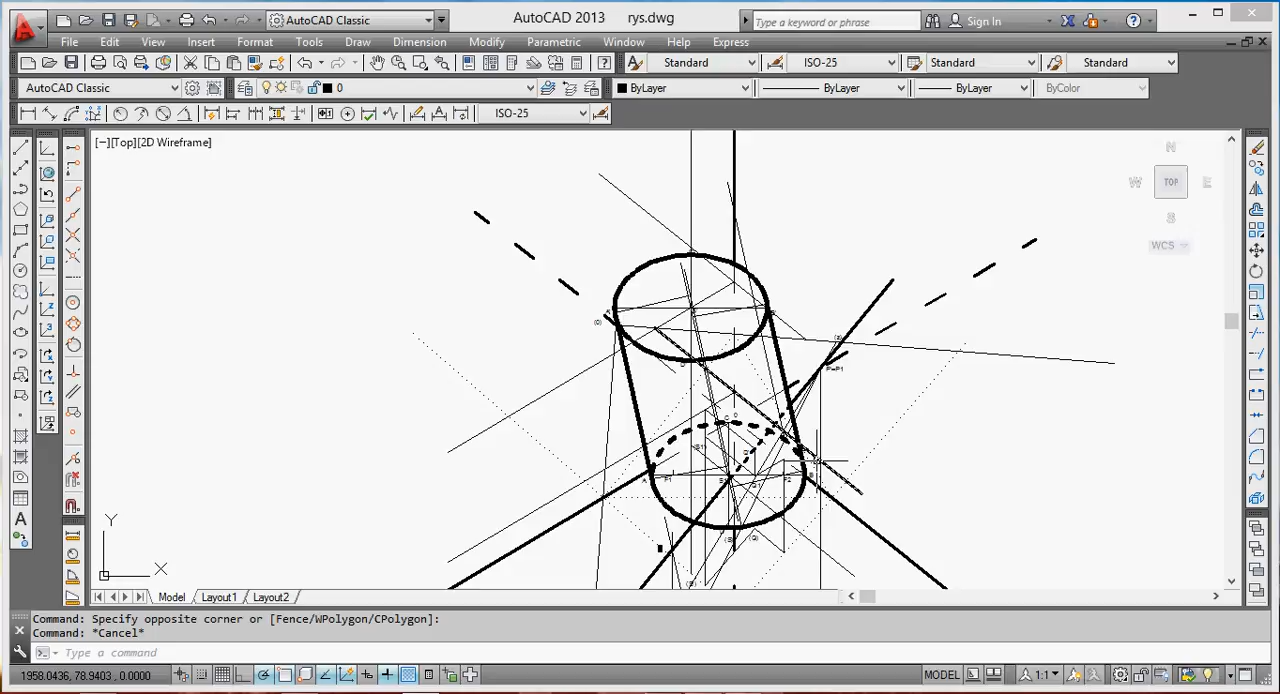 AutoCAD Classic
AutoCAD 2013 rys.dwg
Type a keyword or phrase
Sign In
File Edit View Insert Format Tools Draw Dimension Modify Parametric Window Help Express
Standard ISO-25 Standard Standard
AutoCAD Classic 0 ByLayer ByLayer ByLayer ByColor
ISO-25
[−][Top][2D Wireframe]
N
W TOP E
S
WCS
P=P1
P1 P2
Y
X
Model Layout1 Layout2
Command: Specify opposite corner or [Fence/WPolygon/CPolygon]:
Command: *Cancel*
Type a command
1958.0436, 78.9403, 0.0000
MODEL
1:1